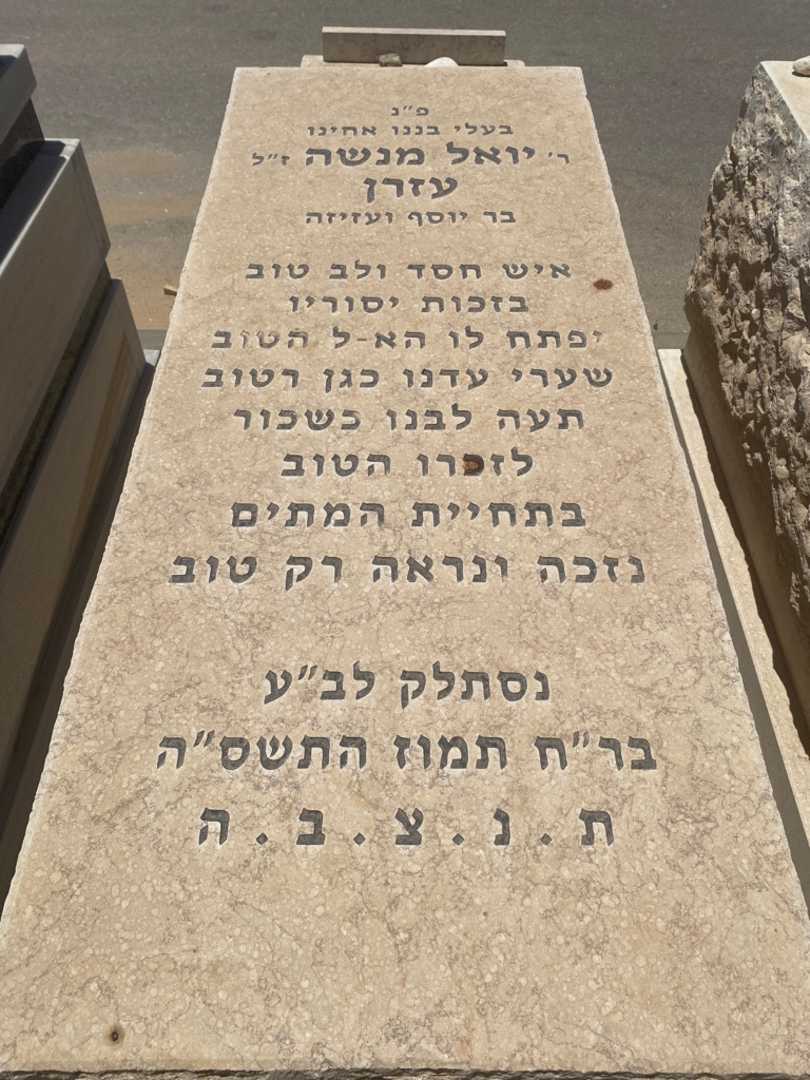 פ"נ
בעלי בננו אחינו
ר' יואל מנשה ז"ל
עזרן
בר יוסף ועזיזה
איש חסד ולב טוב
בזכות יסוריו
יפתח לו הא-ל הטוב
שערי עדנו כגן רטוב
תעה לבנו כשכור
לזכרו הטוב
בתחיית המתים
נזכה ונראה רק טוב
נסתלק לב"ע
בר"ח תמוז התשס"ה
ת.נ.צ.ב.ה